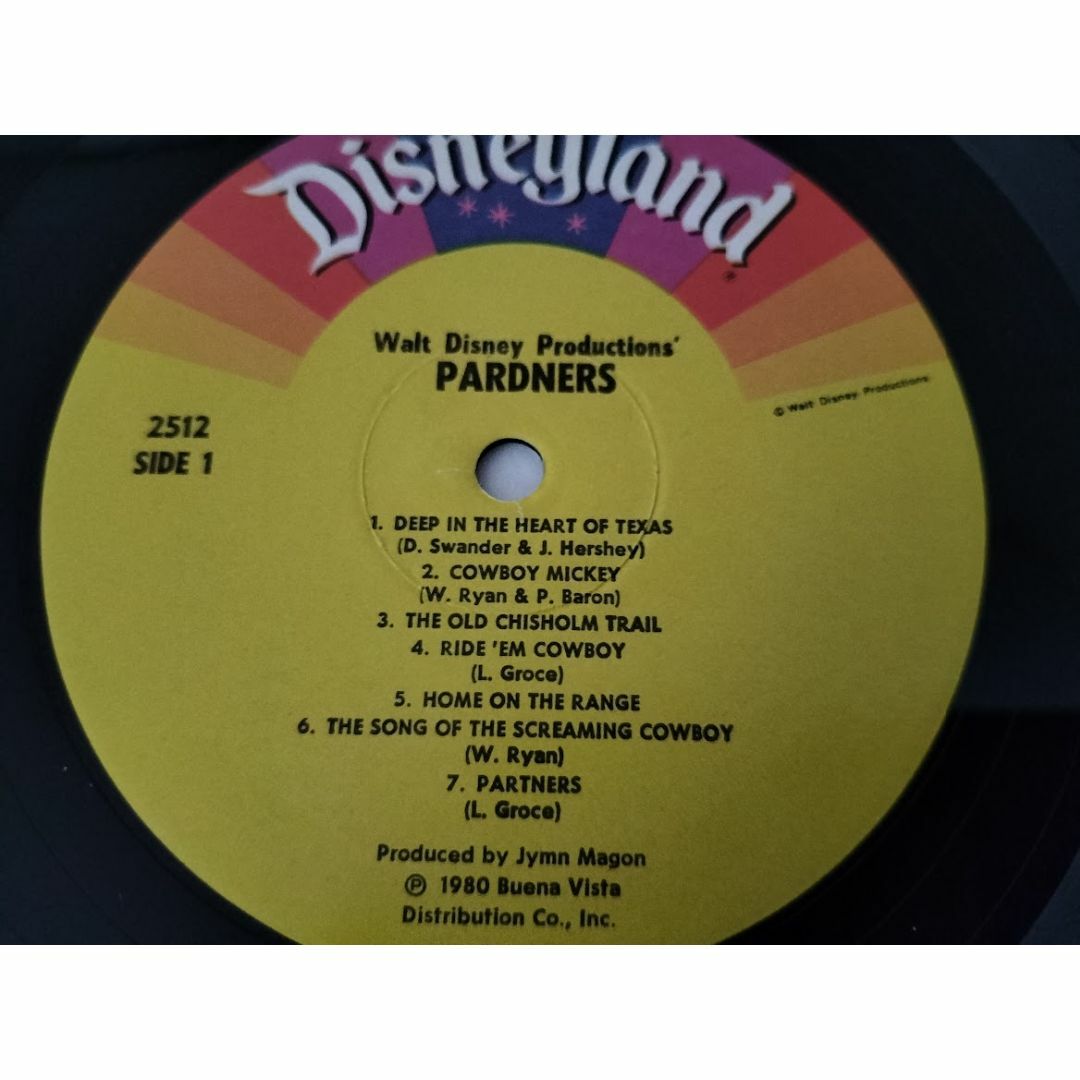 Disneyland
®
Walt Disney Productions'
PARDNERS
© Walt Disney Productions
2512
SIDE 1
1. DEEP IN THE HEART OF TEXAS
(D. Swander & J. Hershey)
2. COWBOY MICKEY
(W. Ryan & P. Baron)
3. THE OLD CHISHOLM TRAIL
4. RIDE 'EM COWBOY
(L. Groce)
5. HOME ON THE RANGE
6. THE SONG OF THE SCREAMING COWBOY
(W. Ryan)
7. PARTNERS
(L. Groce)
Produced by Jymn Magon
℗ 1980 Buena Vista
Distribution Co., Inc.